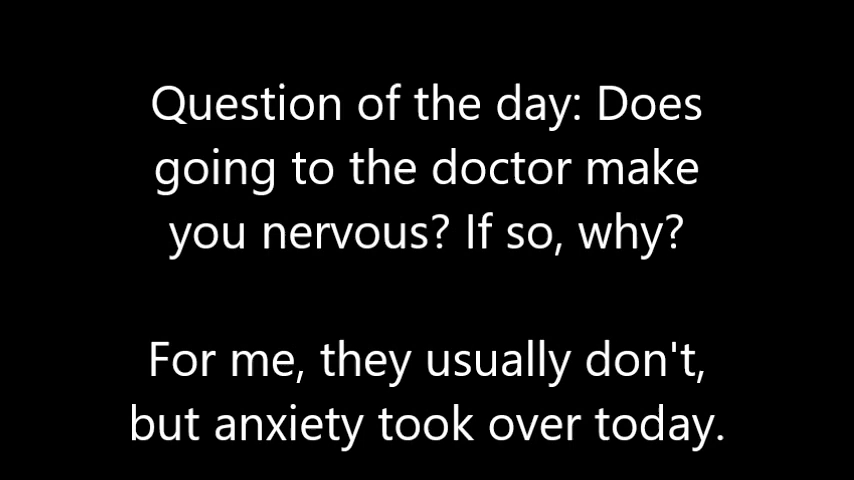 Question of the day: Does
going to the doctor make
you nervous? If so, why?
For me, they usually don't,
but anxiety took over today.